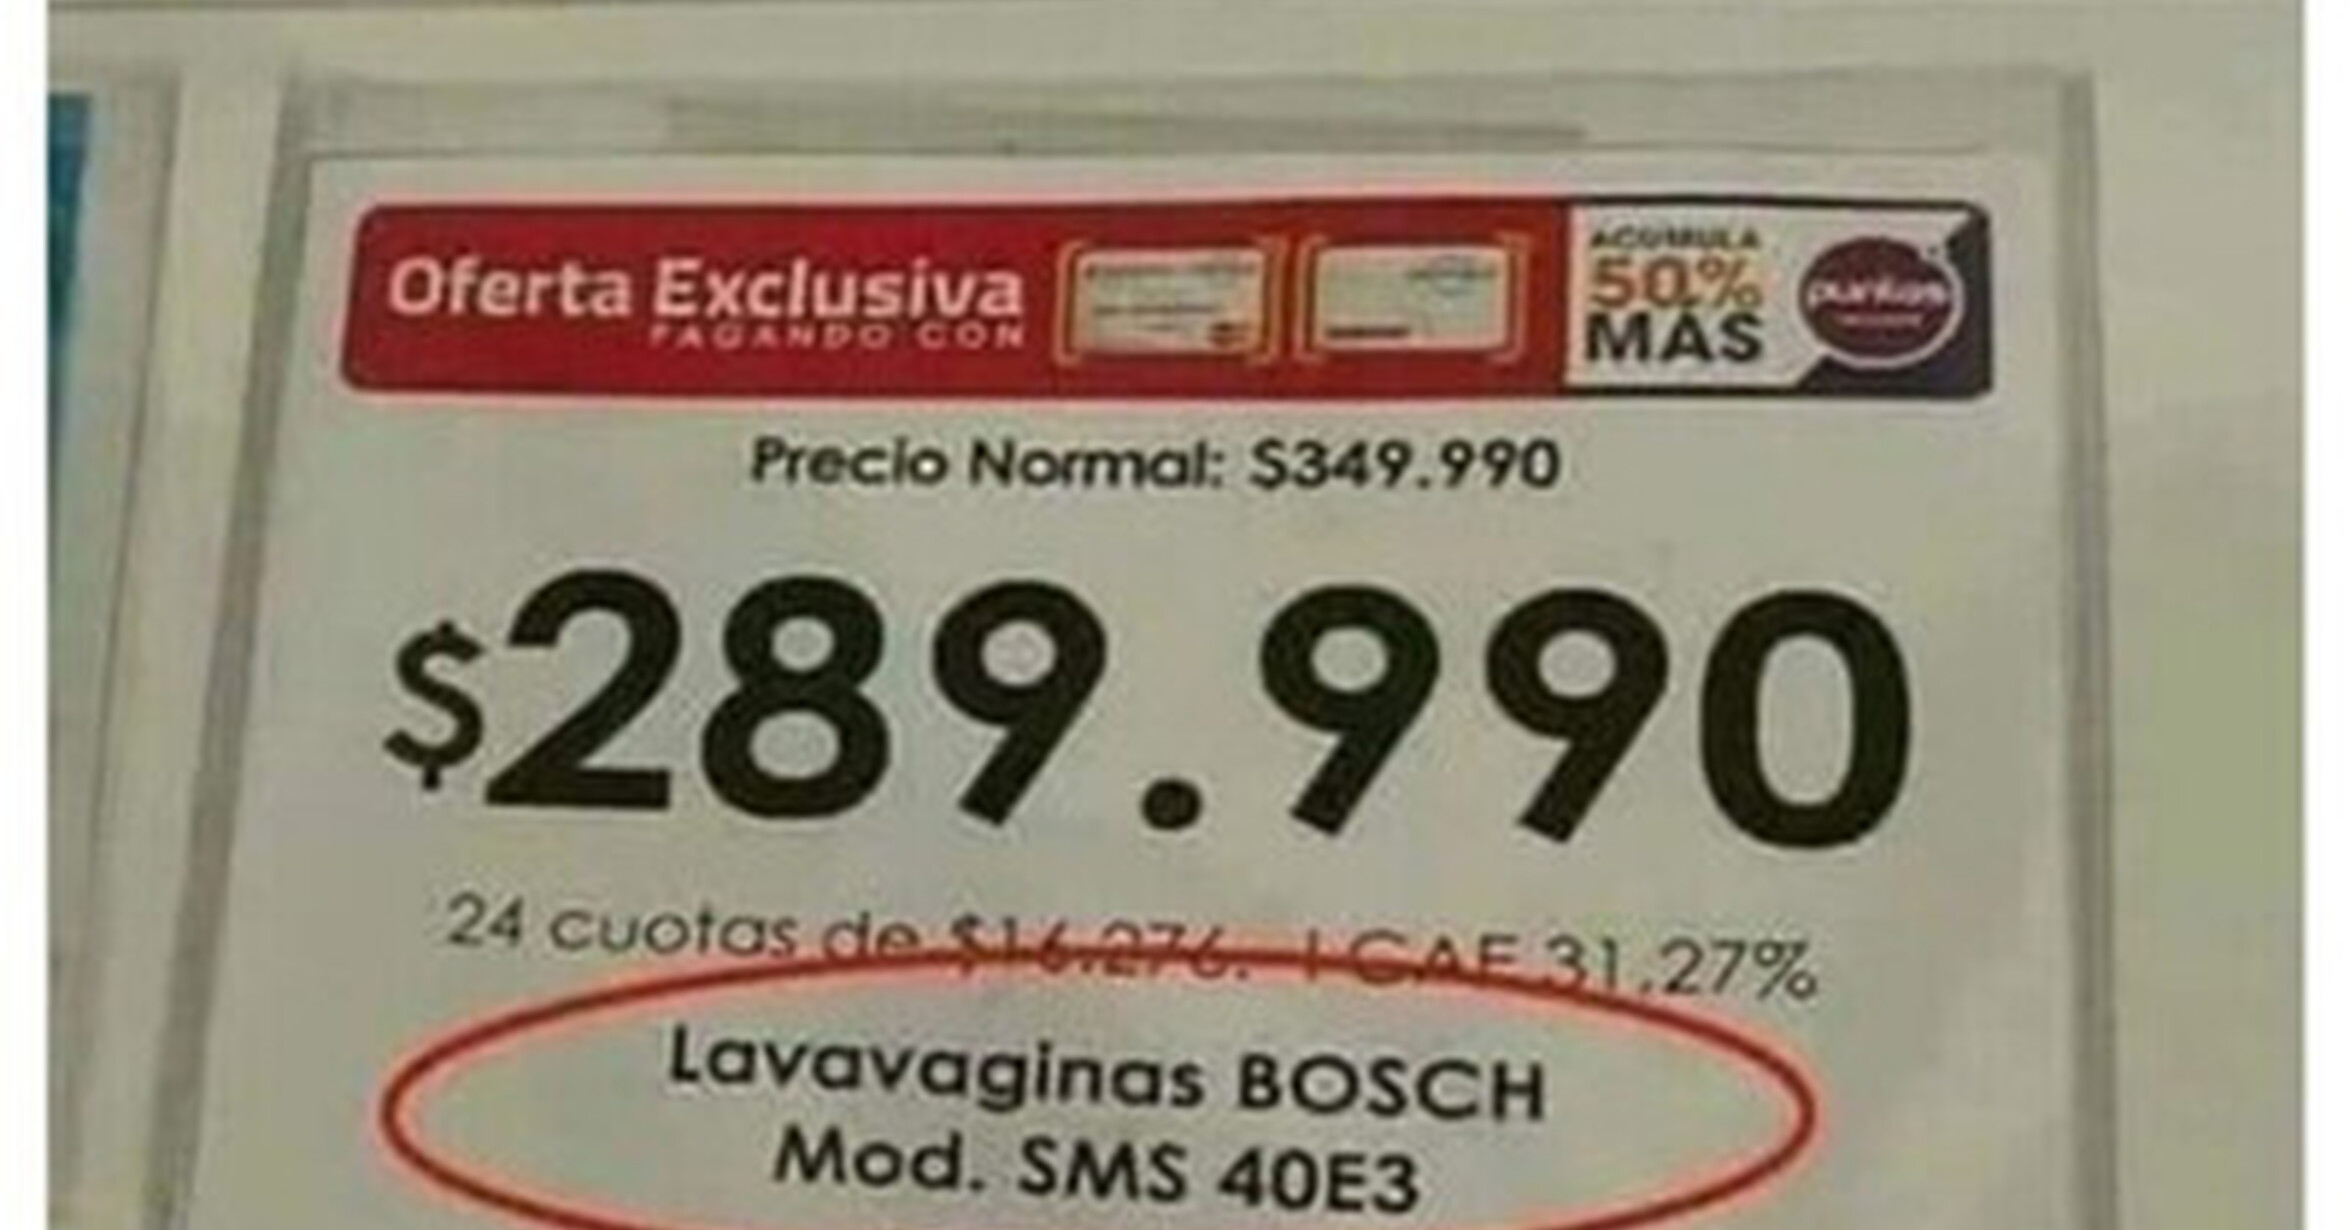 Oferta Exclusiva
PAGANDO CON
ACUMULA
50%
MAS
puntos
Precio Normal: $349.990
$289.990
24 cuotas de $16.276. | CAE 31,27%
Lavavaginas BOSCH
Mod. SMS 40E3